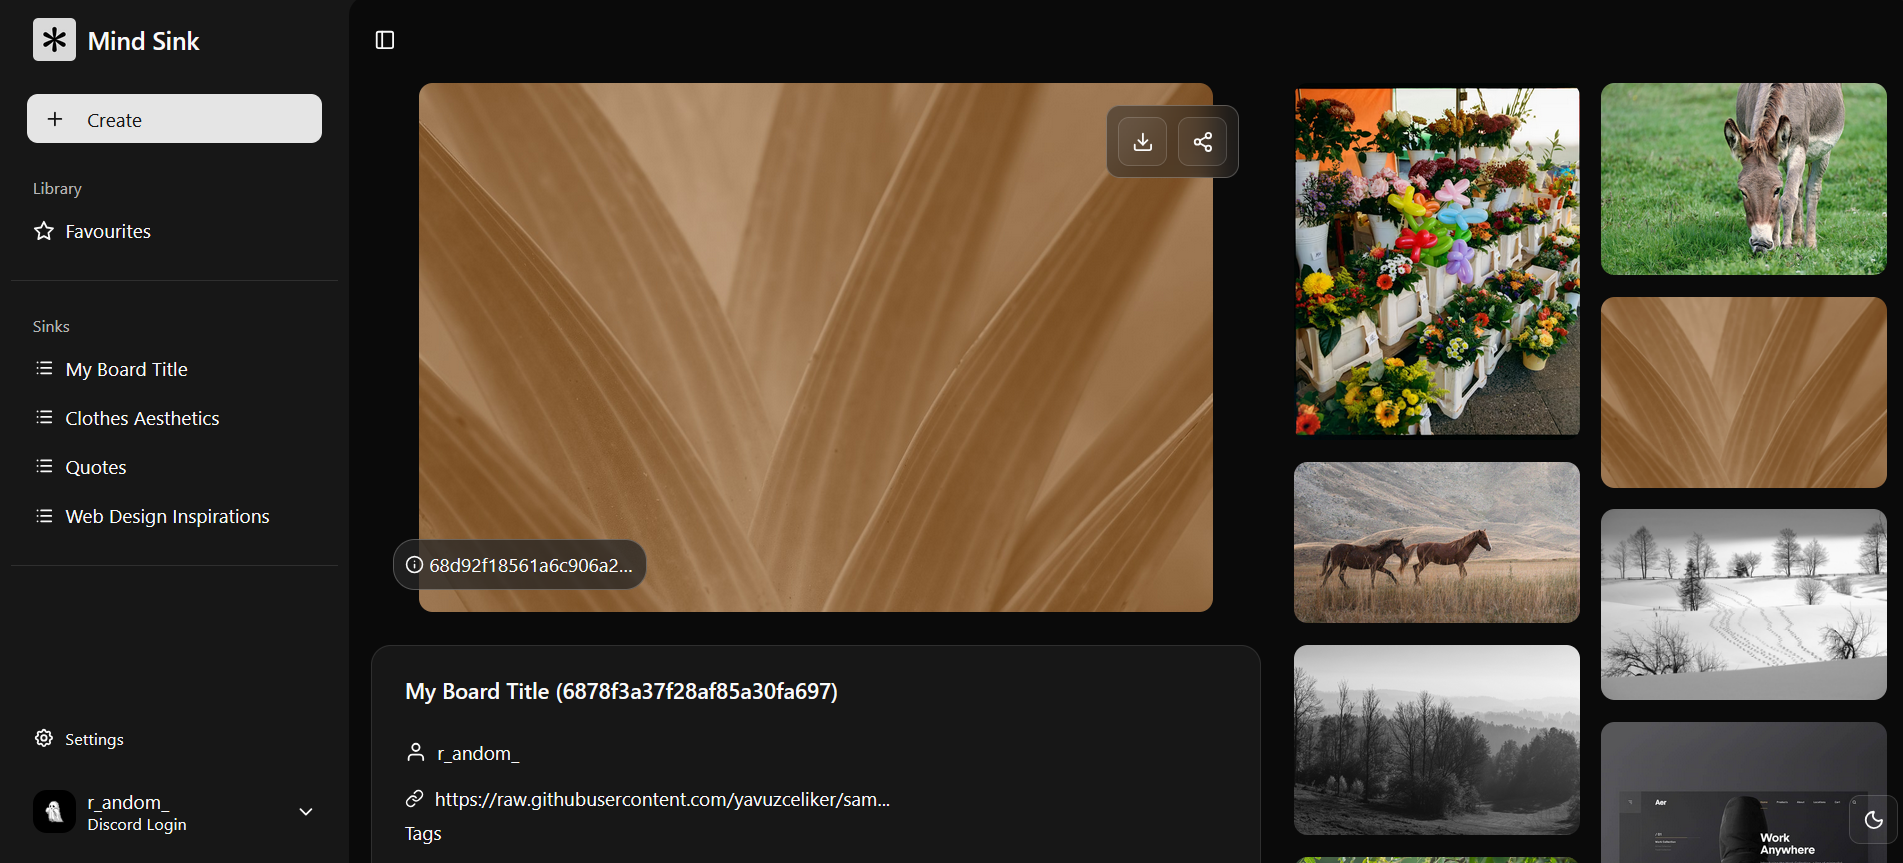 Mind Sink
Create
Library
Favourites
Sinks
My Board Title
Clothes Aesthetics
Quotes
Web Design Inspirations
Settings
r_andom_
Discord Login
68d92f18561a6c906a2...
My Board Title (6878f3a37f28af85a30fa697)
r_andom_
https://raw.githubusercontent.com/yavuzceliker/sam...
Tags
Aer
Work
Anywhere